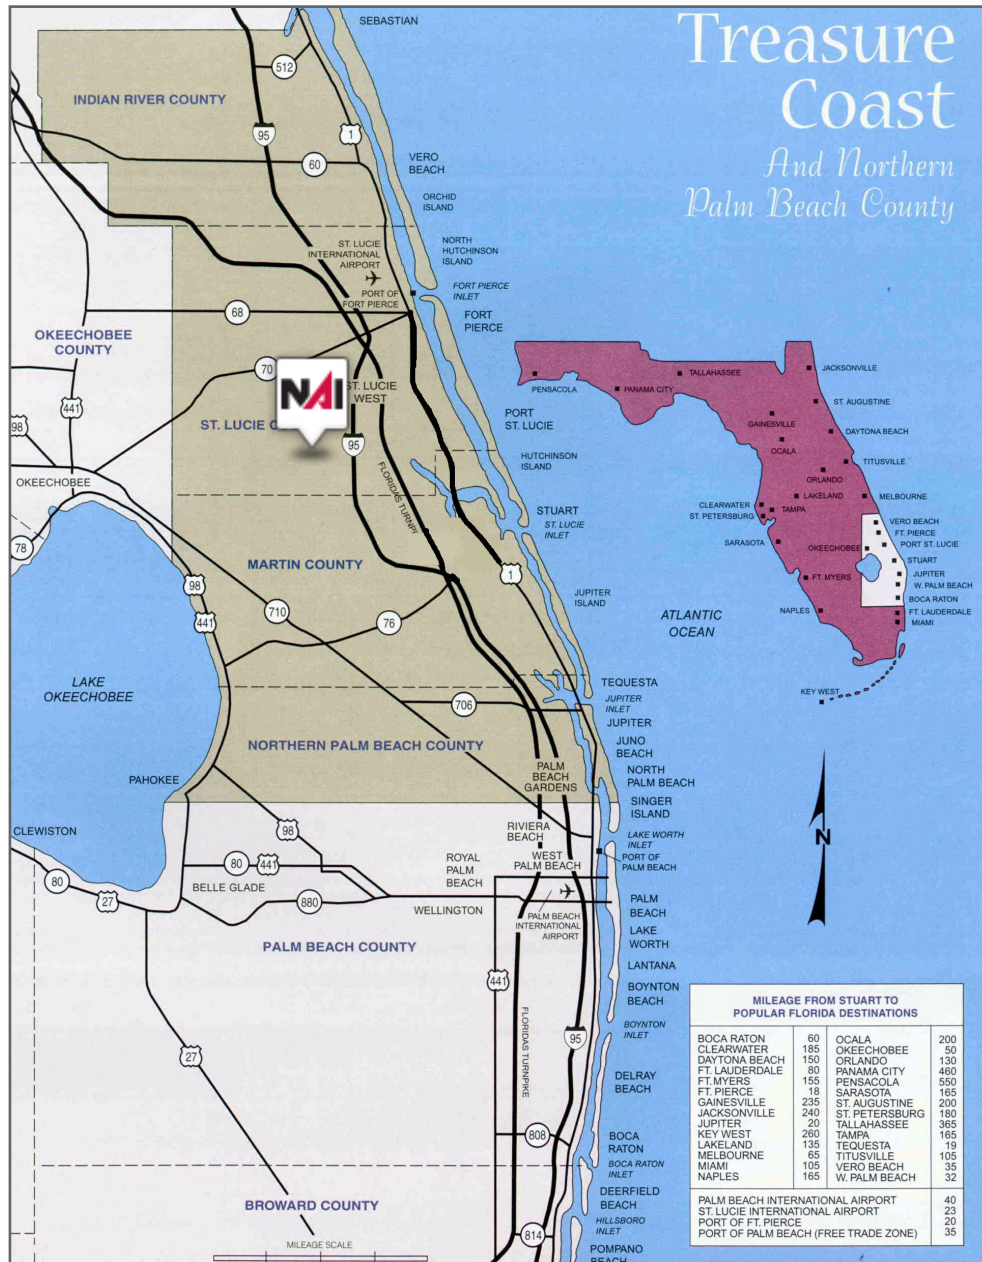 Treasure
Coast
And Northern
Palm Beach County
SEBASTIAN
512
INDIAN RIVER COUNTY
95
1
60
VERO
BEACH
ORCHID
ISLAND
ST. LUCIE
INTERNATIONAL
AIRPORT
NORTH
HUTCHINSON
ISLAND
PORT OF
FORT PIERCE
FORT PIERCE
INLET
68
FORT
PIERCE
OKEECHOBEE
COUNTY
70
NAI
ST. LUCIE
WEST
441
98
ST. LUCIE C
95
PORT
ST. LUCIE
HUTCHINSON
ISLAND
OKEECHOBEE
FLORIDAS TURNPI
STUART
ST. LUCIE
INLET
78
MARTIN COUNTY
98
1
JUPITER
ISLAND
710
76
441
ATLANTIC
OCEAN
LAKE
OKEECHOBEE
TEQUESTA
JUPITER
INLET
706
JUPITER
NORTHERN PALM BEACH COUNTY
JUNO
BEACH
PAHOKEE
PALM
BEACH
GARDENS
NORTH
PALM BEACH
SINGER
ISLAND
CLEWISTON
98
RIVIERA
BEACH
LAKE WORTH
INLET
80
441
ROYAL
PALM
BEACH
WEST
PALM BEACH
PORT OF
PALM BEACH
80
27
BELLE GLADE
880
WELLINGTON
PALM BEACH
INTERNATIONAL
AIRPORT
PALM
BEACH
PALM BEACH COUNTY
LAKE
WORTH
LANTANA
441
BOYNTON
BEACH
FLORIDAS TURNPIKE
95
BOYNTON
INLET
27
DELRAY
BEACH
808
BOCA
RATON
BOCA RATON
INLET
BROWARD COUNTY
DEERFIELD
BEACH
HILLSBORO
INLET
814
MILEAGE SCALE
POMPANO
BEACH
PENSACOLA
PANAMA CITY
TALLAHASSEE
JACKSONVILLE
ST. AUGUSTINE
GAINESVILLE
DAYTONA BEACH
OCALA
TITUSVILLE
ORLANDO
LAKELAND
MELBOURNE
CLEARWATER
TAMPA
ST. PETERSBURG
VERO BEACH
FT. PIERCE
SARASOTA
OKEECHOBEE
PORT ST. LUCIE
STUART
FT. MYERS
JUPITER
W. PALM BEACH
BOCA RATON
NAPLES
FT. LAUDERDALE
MIAMI
KEY WEST
N
MILEAGE FROM STUART TO
POPULAR FLORIDA DESTINATIONS
BOCA RATON 60 OCALA 200
CLEARWATER 185 OKEECHOBEE 50
DAYTONA BEACH 150 ORLANDO 130
FT. LAUDERDALE 80 PANAMA CITY 460
FT. MYERS 155 PENSACOLA 550
FT. PIERCE 18 SARASOTA 165
GAINESVILLE 235 ST. AUGUSTINE 200
JACKSONVILLE 240 ST. PETERSBURG 180
JUPITER 20 TALLAHASSEE 365
KEY WEST 260 TAMPA 165
LAKELAND 135 TEQUESTA 19
MELBOURNE 65 TITUSVILLE 105
MIAMI 105 VERO BEACH 35
NAPLES 165 W. PALM BEACH 32
PALM BEACH INTERNATIONAL AIRPORT 40
ST. LUCIE INTERNATIONAL AIRPORT 23
PORT OF FT. PIERCE 20
PORT OF PALM BEACH (FREE TRADE ZONE) 35